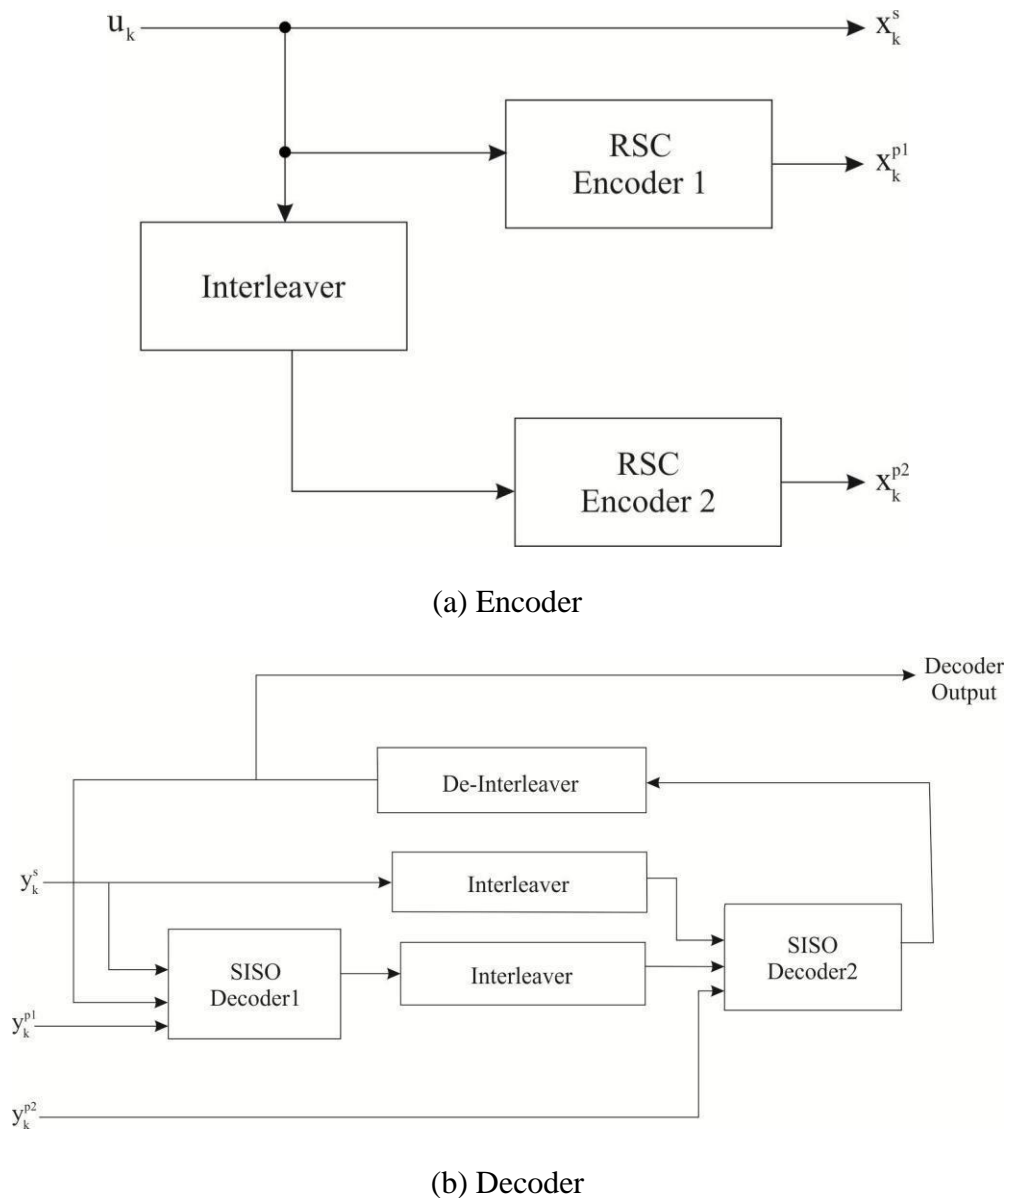 u_k
x_k^s
RSC
Encoder 1
x_k^p1
Interleaver
RSC
Encoder 2
x_k^p2
(a) Encoder
Decoder
Output
De-Interleaver
y_k^s
Interleaver
SISO
Decoder1
Interleaver
SISO
Decoder2
y_k^p1
y_k^p2
(b) Decoder